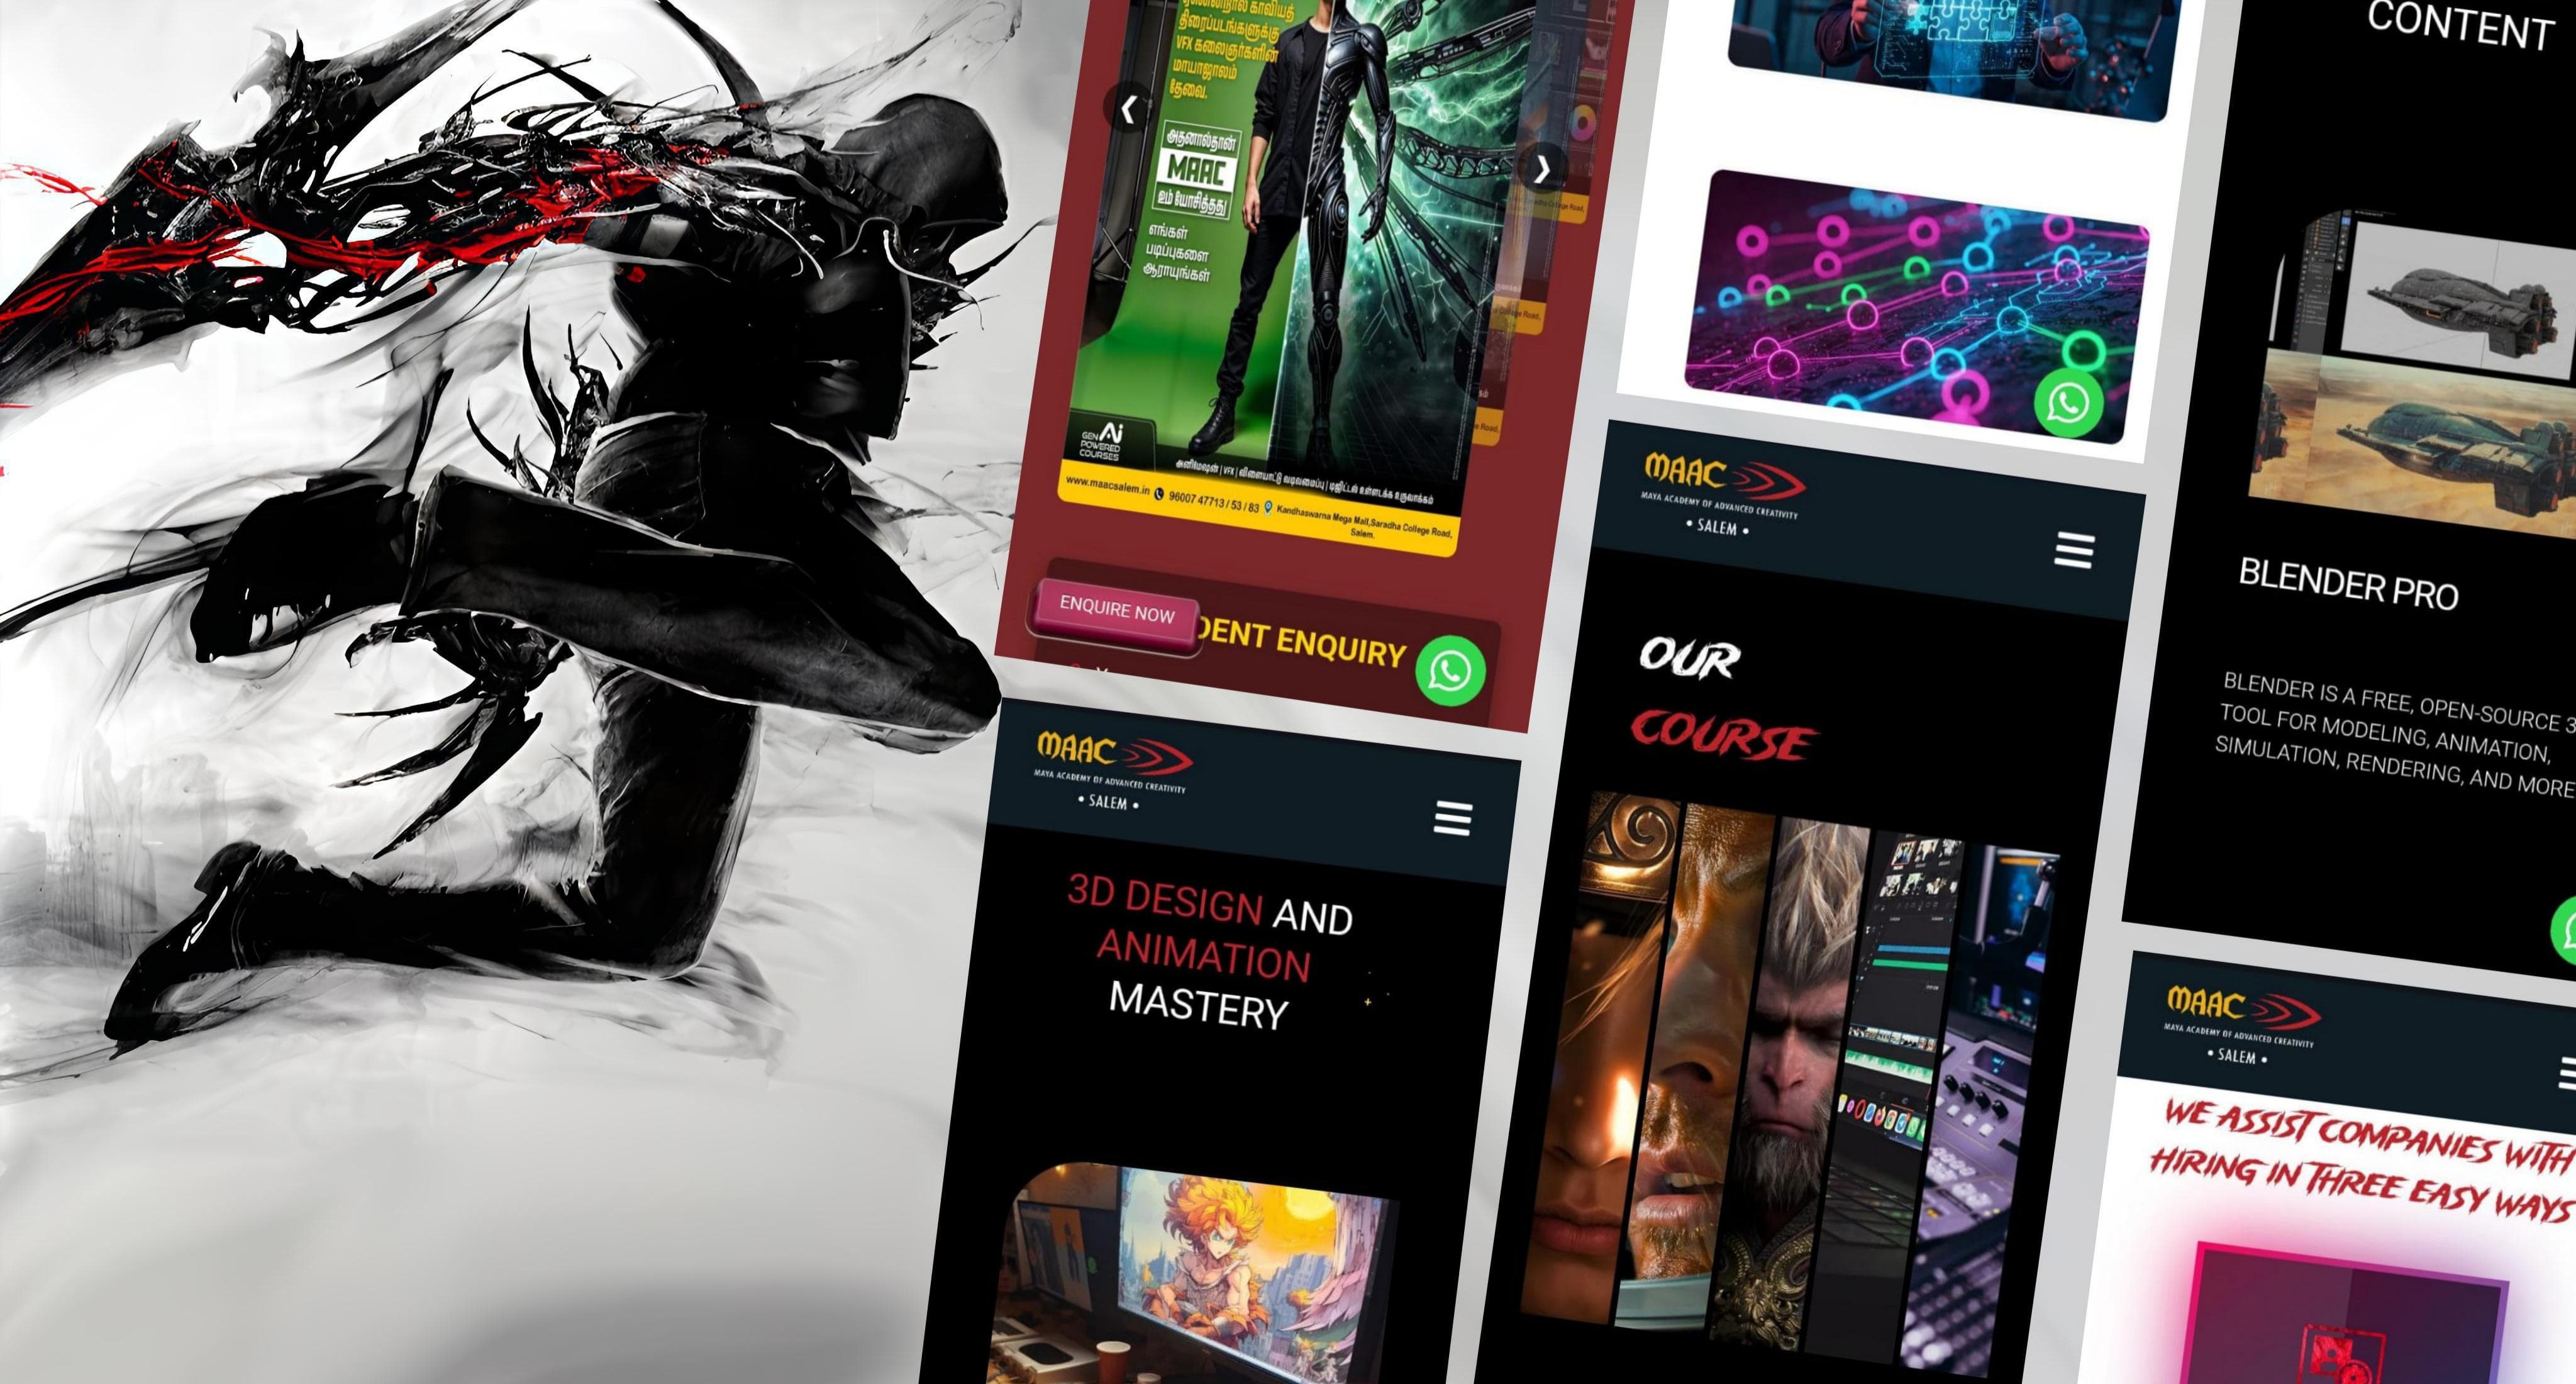 திரைப்படங்களுக்கு
VFX கலைஞர்களின்
மாயாஜாலம்
தேவை.
அதனால்தான்
MAAC
ஐம் யோசித்தது
எங்கள்
படிப்புகளை
ஆராயுங்கள்
GEN Ai
POWERED
COURSES
அனிமேஷன் | VFX | விளையாட்டு வடிவமைப்பு | டிஜிட்டல் உள்ளடக்க உருவாக்கம்
www.maacsalem.in 96007 47713 / 53 / 83 Kandhaswarna Mega Mall,Saradha College Road,
Salem.
ENQUIRE NOW
DENT ENQUIRY
MAAC
MAYA ACADEMY OF ADVANCED CREATIVITY
• SALEM •
3D DESIGN AND
ANIMATION
MASTERY
MAAC
MAYA ACADEMY OF ADVANCED CREATIVITY
• SALEM •
OUR
COURSE
CONTENT
BLENDER PRO
BLENDER IS A FREE, OPEN-SOURCE 3
TOOL FOR MODELING, ANIMATION,
SIMULATION, RENDERING, AND MORE
MAAC
MAYA ACADEMY OF ADVANCED CREATIVITY
• SALEM •
WE ASSIST COMPANIES WITH
HIRING IN THREE EASY WAYS